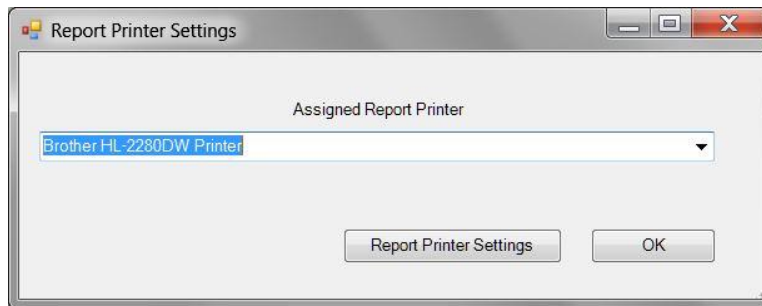 Report Printer Settings
Assigned Report Printer
Brother HL-2280DW Printer
Report Printer Settings
OK